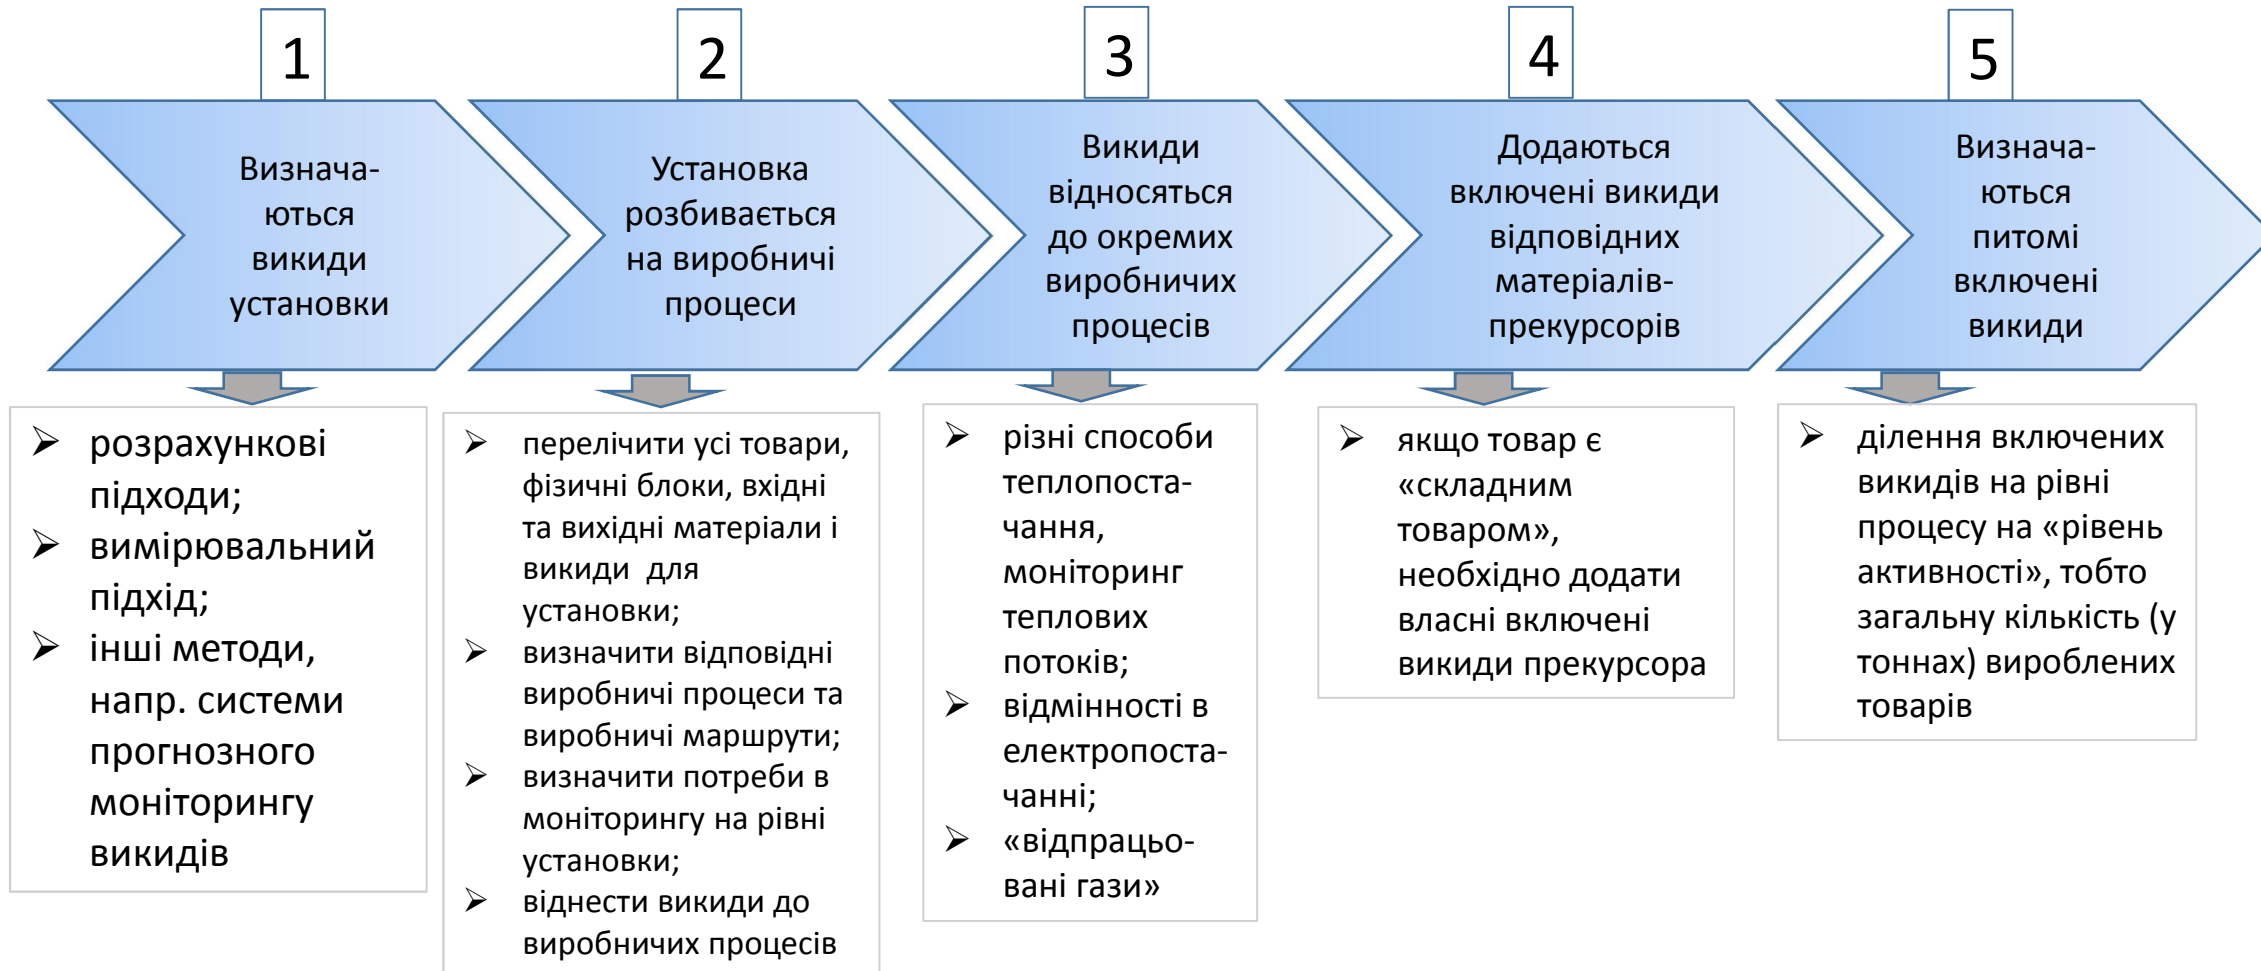 1
Визнача-
ються
викиди
установки
➢ розрахункові
підходи;
➢ вимірювальний
підхід;
➢ інші методи,
напр. системи
прогнозного
моніторингу
викидів
2
Установка
розбивається
на виробничі
процеси
➢ перелічити усі товари,
фізичні блоки, вхідні
та вихідні матеріали і
викиди для
установки;
➢ визначити відповідні
виробничі процеси та
виробничі маршрути;
➢ визначити потреби в
моніторингу на рівні
установки;
➢ віднести викиди до
виробничих процесів
3
Викиди
відносяться
до окремих
виробничих
процесів
➢ різні способи
теплопоста-
чання,
моніторинг
теплових
потоків;
➢ відмінності в
електропоста-
чанні;
➢ «відпрацьо-
вані гази»
4
Додаються
включені викиди
відповідних
матеріалів-
прекурсорів
➢ якщо товар є
«складним
товаром»,
необхідно додати
власні включені
викиди прекурсора
5
Визнача-
ються
питомі
включені
викиди
➢ ділення включених
викидів на рівні
процесу на «рівень
активності», тобто
загальну кількість (у
тоннах) вироблених
товарів